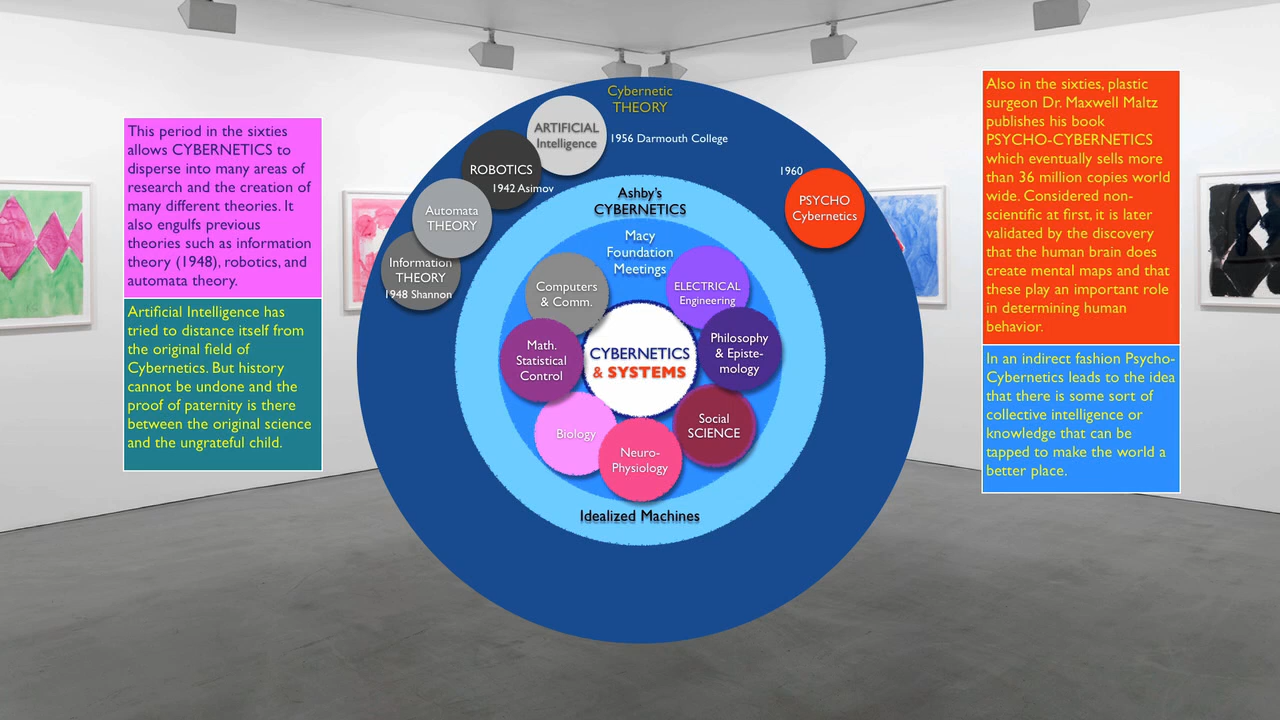 This period in the sixties
allows CYBERNETICS to
disperse into many areas of
research and the creation of
many different theories. It
also engulfs previous
theories such as information
theory (1948), robotics, and
automata theory.
Artificial Intelligence has
tried to distance itself from
the original field of
Cybernetics. But history
cannot be undone and the
proof of paternity is there
between the original science
and the ungrateful child.
Cybernetic
THEORY
ARTIFICIAL
Intelligence
1956 Darmouth College
ROBOTICS
1942 Asimov
Automata
THEORY
Information
THEORY
1948 Shannon
1960
PSYCHO
Cybernetics
Ashby's
CYBERNETICS
Macy
Foundation
Meetings
Computers
& Comm.
ELECTRICAL
Engineering
Math.
Statistical
Control
CYBERNETICS
& SYSTEMS
Philosophy
& Episte-
mology
Biology
Neuro-
Physiology
Social
SCIENCE
Idealized Machines
Also in the sixties, plastic
surgeon Dr. Maxwell Maltz
publishes his book
PSYCHO-CYBERNETICS
which eventually sells more
than 36 million copies world
wide. Considered non-
scientific at first, it is later
validated by the discovery
that the human brain does
create mental maps and that
these play an important role
in determining human
behavior.
In an indirect fashion Psycho-
Cybernetics leads to the idea
that there is some sort of
collective intelligence or
knowledge that can be
tapped to make the world a
better place.